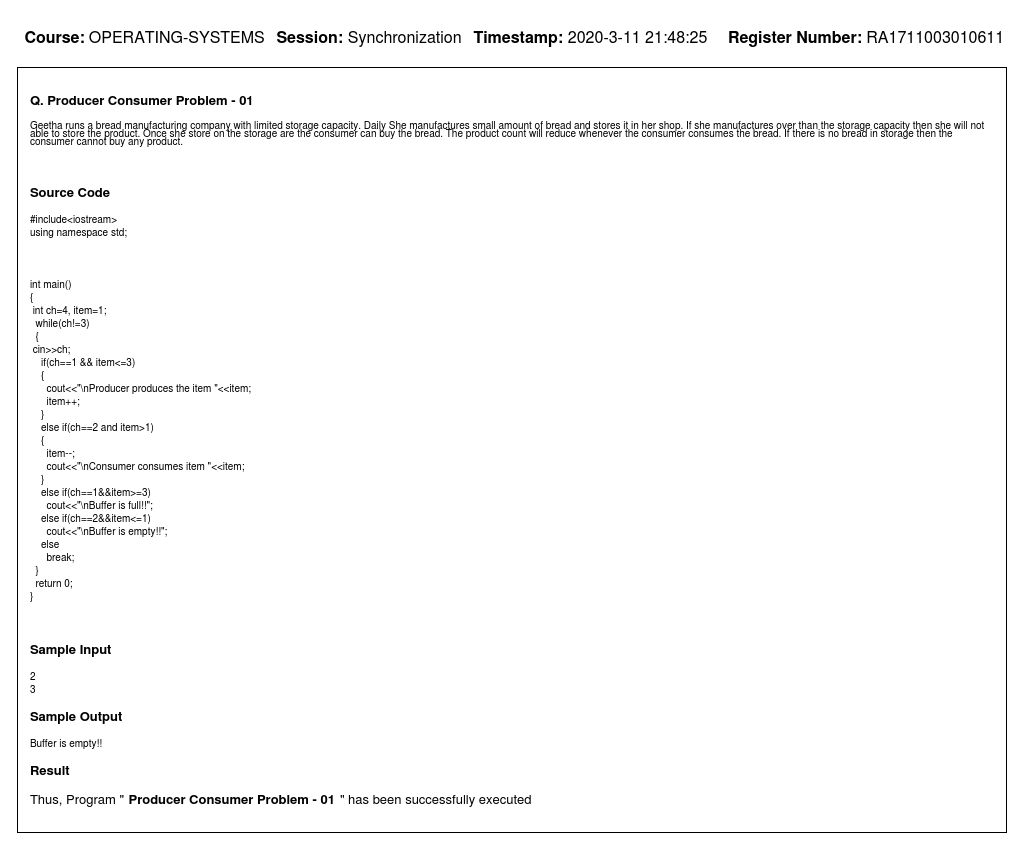 Course: OPERATING-SYSTEMS Session: Synchronization Timestamp: 2020-3-11 21:48:25 Register Number: RA1711003010611
Q. Producer Consumer Problem - 01
Geetha runs a bread manufacturing company with limited storage capacity. Daily She manufactures small amount of bread and stores it in her shop. If she manufactures over than the storage capacity then she will not
able to store the product. Once she store on the storage are the consumer can buy the bread. The product count will reduce whenever the consumer consumes the bread. If there is no bread in storage then the
consumer cannot buy any product.
Source Code
#include<iostream>
using namespace std;
int main()
{
int ch=4, item=1;
while(ch!=3)
{
cin>>ch;
if(ch==1 && item<=3)
{
cout<<"\nProducer produces the item "<<item;
item++;
}
else if(ch==2 and item>1)
{
item--;
cout<<"\nConsumer consumes item "<<item;
}
else if(ch==1&&item>=3)
cout<<"\nBuffer is full!!";
else if(ch==2&&item<=1)
cout<<"\nBuffer is empty!!";
else
break;
}
return 0;
}
Sample Input
2
3
Sample Output
Buffer is empty!!
Result
Thus, Program " Producer Consumer Problem - 01 " has been successfully executed